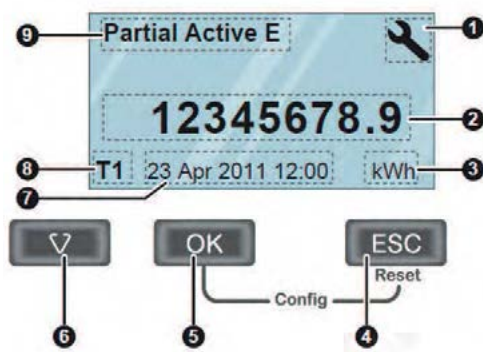 9 Partial Active E 1
12345678.9 2
8 T1 23 Apr 2011 12:00 kWh 3
7
OK ESC
Reset
Config
6 5 4